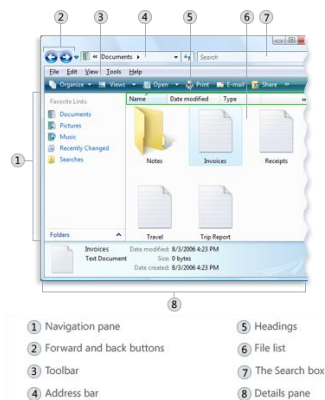 2 3 4 5 6 7
« Documents Search
File Edit View Tools Help
Organize Views Open Print E-mail Share »
Favorite Links Name Date modified Type »
Documents
Pictures
Music
Recently Changed
Searches
1
Notes Invoices Receipts
Folders Travel Trip Report
Invoices Date modified: 8/3/2006 4:23 PM
Text Document Size: 0 bytes
Date created: 8/3/2006 4:23 PM
8
1 Navigation pane 5 Headings
2 Forward and back buttons 6 File list
3 Toolbar 7 The Search box
4 Address bar 8 Details pane